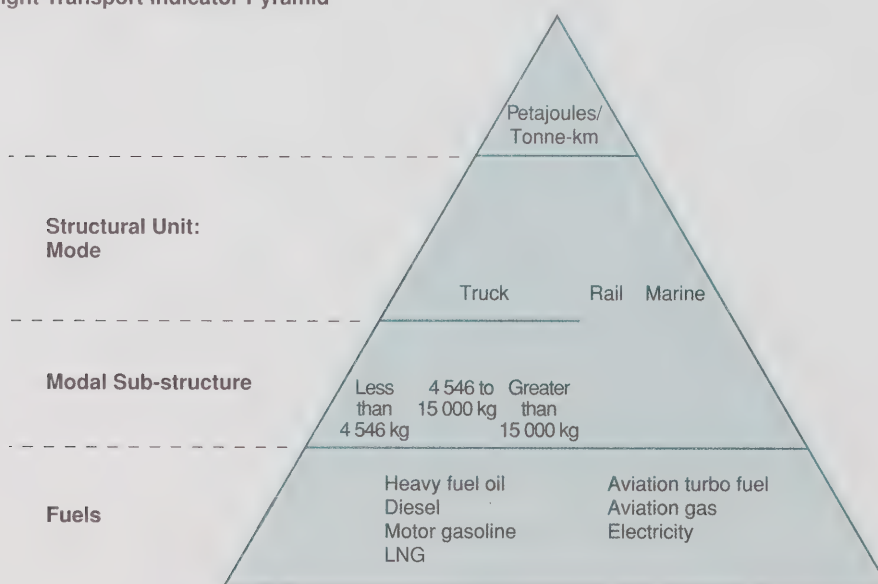 Transport Indicator Pyramid
Petajoules/
Tonne-km
Structural Unit:
Mode
Truck Rail Marine
Modal Sub-structure
Less 4 546 to Greater
than 15 000 kg than
4 546 kg 15 000 kg
Fuels
Heavy fuel oil Aviation turbo fuel
Diesel Aviation gas
Motor gasoline Electricity
LNG